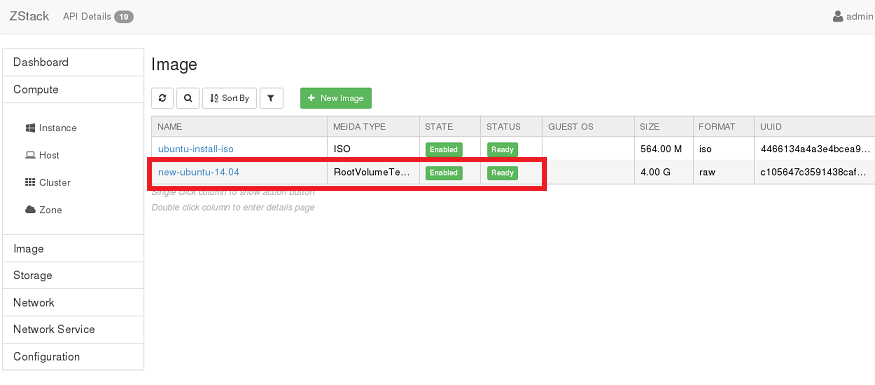 ZStack API Details 19 admin
Dashboard
Compute
Instance
Host
Cluster
Zone
Image
Storage
Network
Network Service
Configuration
Image
Sort By + New Image
NAME MEIDA TYPE STATE STATUS GUEST OS SIZE FORMAT UUID
ubuntu-install-iso ISO Enabled Ready 564.00 M iso 4466134a4a3e4bcea9...
new-ubuntu-14.04 RootVolumeTe... Enabled Ready 4.00 G raw c105647c3591438caf...
Single click column to show action button
Double click column to enter details page